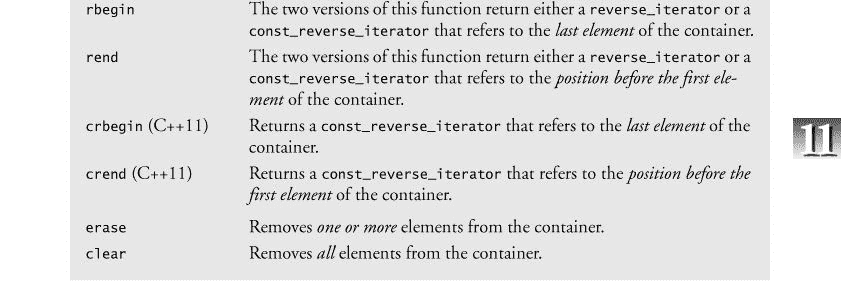 rbegin The two versions of this function return either a reverse_iterator or a
const_reverse_iterator that refers to the last element of the container.
rend The two versions of this function return either a reverse_iterator or a
const_reverse_iterator that refers to the position before the first ele-
ment of the container.
crbegin (C++11) Returns a const_reverse_iterator that refers to the last element of the
container.
crend (C++11) Returns a const_reverse_iterator that refers to the position before the
first element of the container.
erase Removes one or more elements from the container.
clear Removes all elements from the container.
11